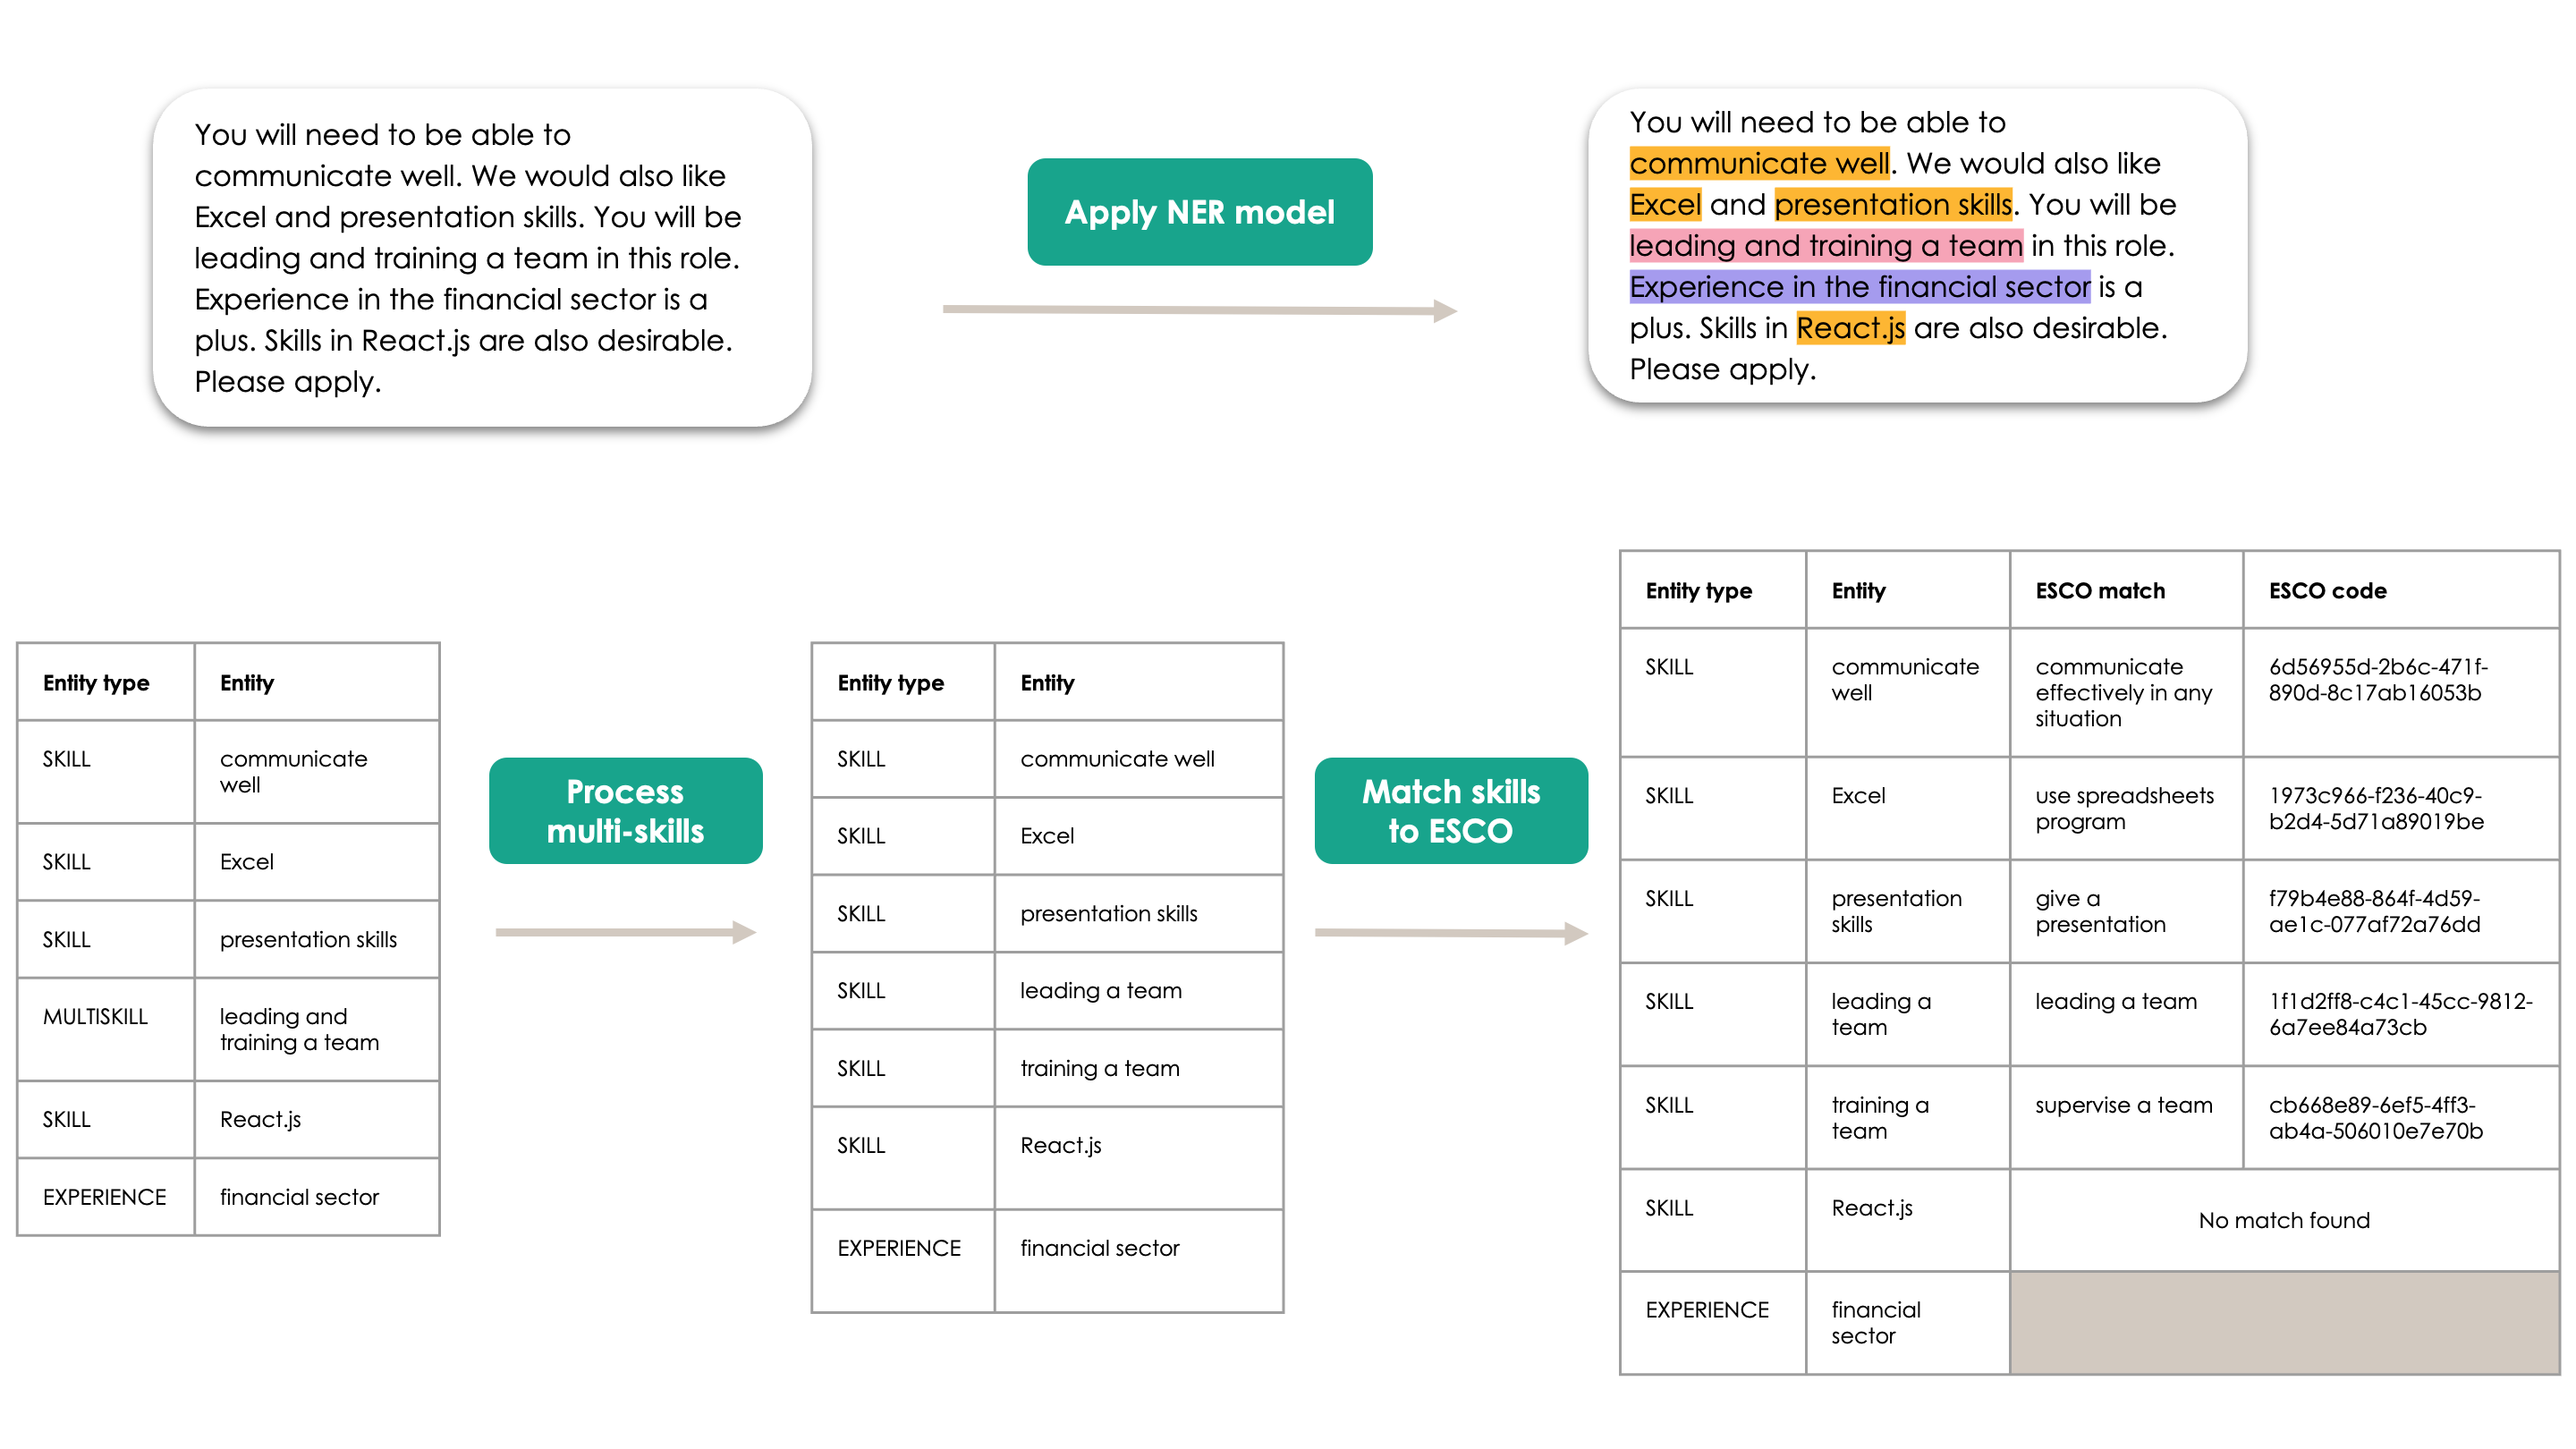 You will need to be able to
communicate well. We would also like
Excel and presentation skills. You will be
leading and training a team in this role.
Experience in the financial sector is a
plus. Skills in React.js are also desirable.
Please apply.
Apply NER model
You will need to be able to
communicate well. We would also like
Excel and presentation skills. You will be
leading and training a team in this role.
Experience in the financial sector is a
plus. Skills in React.js are also desirable.
Please apply.
Entity type Entity
SKILL communicate
well
SKILL Excel
SKILL presentation skills
MULTISKILL leading and
training a team
SKILL React.js
EXPERIENCE financial sector
Process
multi-skills
Entity type Entity
SKILL communicate well
SKILL Excel
SKILL presentation skills
SKILL leading a team
SKILL training a team
SKILL React.js
EXPERIENCE financial sector
Match skills
to ESCO
Entity type Entity ESCO match ESCO code
SKILL communicate communicate 6d56955d-2b6c-471f-
well effectively in any 890d-8c17ab16053b
situation
SKILL Excel use spreadsheets 1973c966-f236-40c9-
program b2d4-5d71a89019be
SKILL presentation give a f79b4e88-864f-4d59-
skills presentation ae1c-077af72a76dd
SKILL leading a leading a team 1f1d2ff8-c4c1-45cc-9812-
team 6a7ee84a73cb
SKILL training a supervise a team cb668e89-6ef5-4ff3-
team ab4a-506010e7e70b
SKILL React.js No match found
EXPERIENCE financial
sector